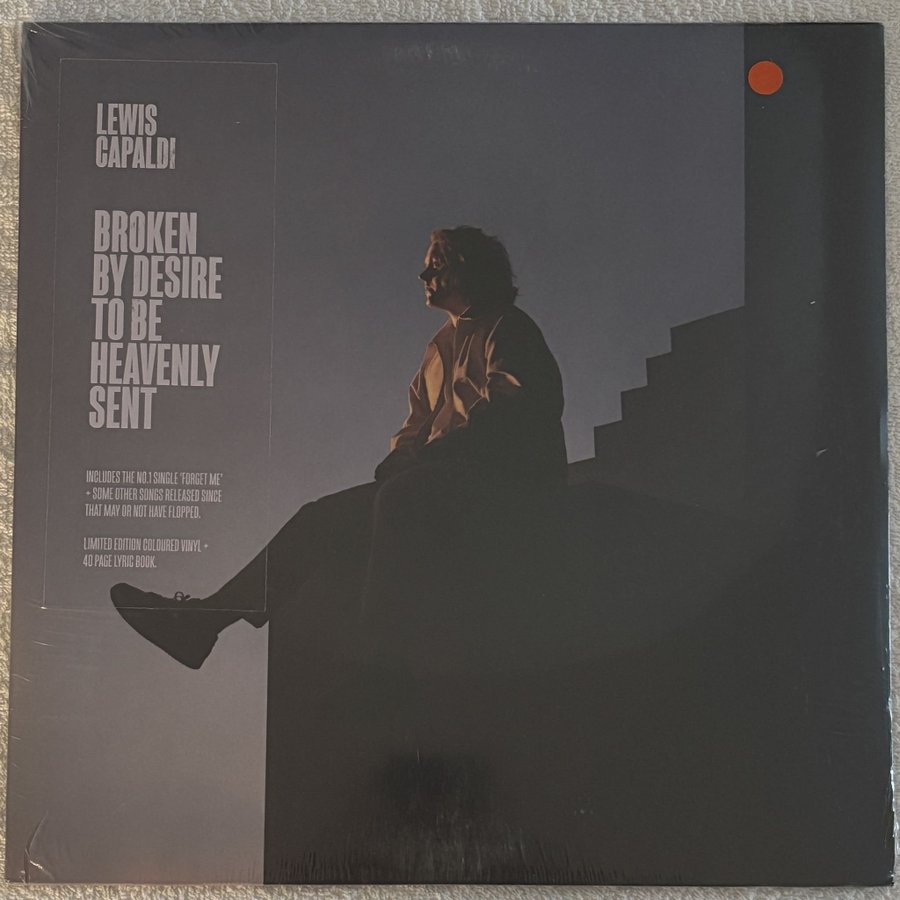 LEWIS
CAPALDI
BROKEN
BY DESIRE
TO BE
HEAVENLY
SENT
INCLUDES THE NO.1 SINGLE 'FORGET ME'
+ SOME OTHER SONGS RELEASED SINCE
THAT MAY OR NOT HAVE FLOPPED.
LIMITED EDITION COLOURED VINYL +
40 PAGE LYRIC BOOK.